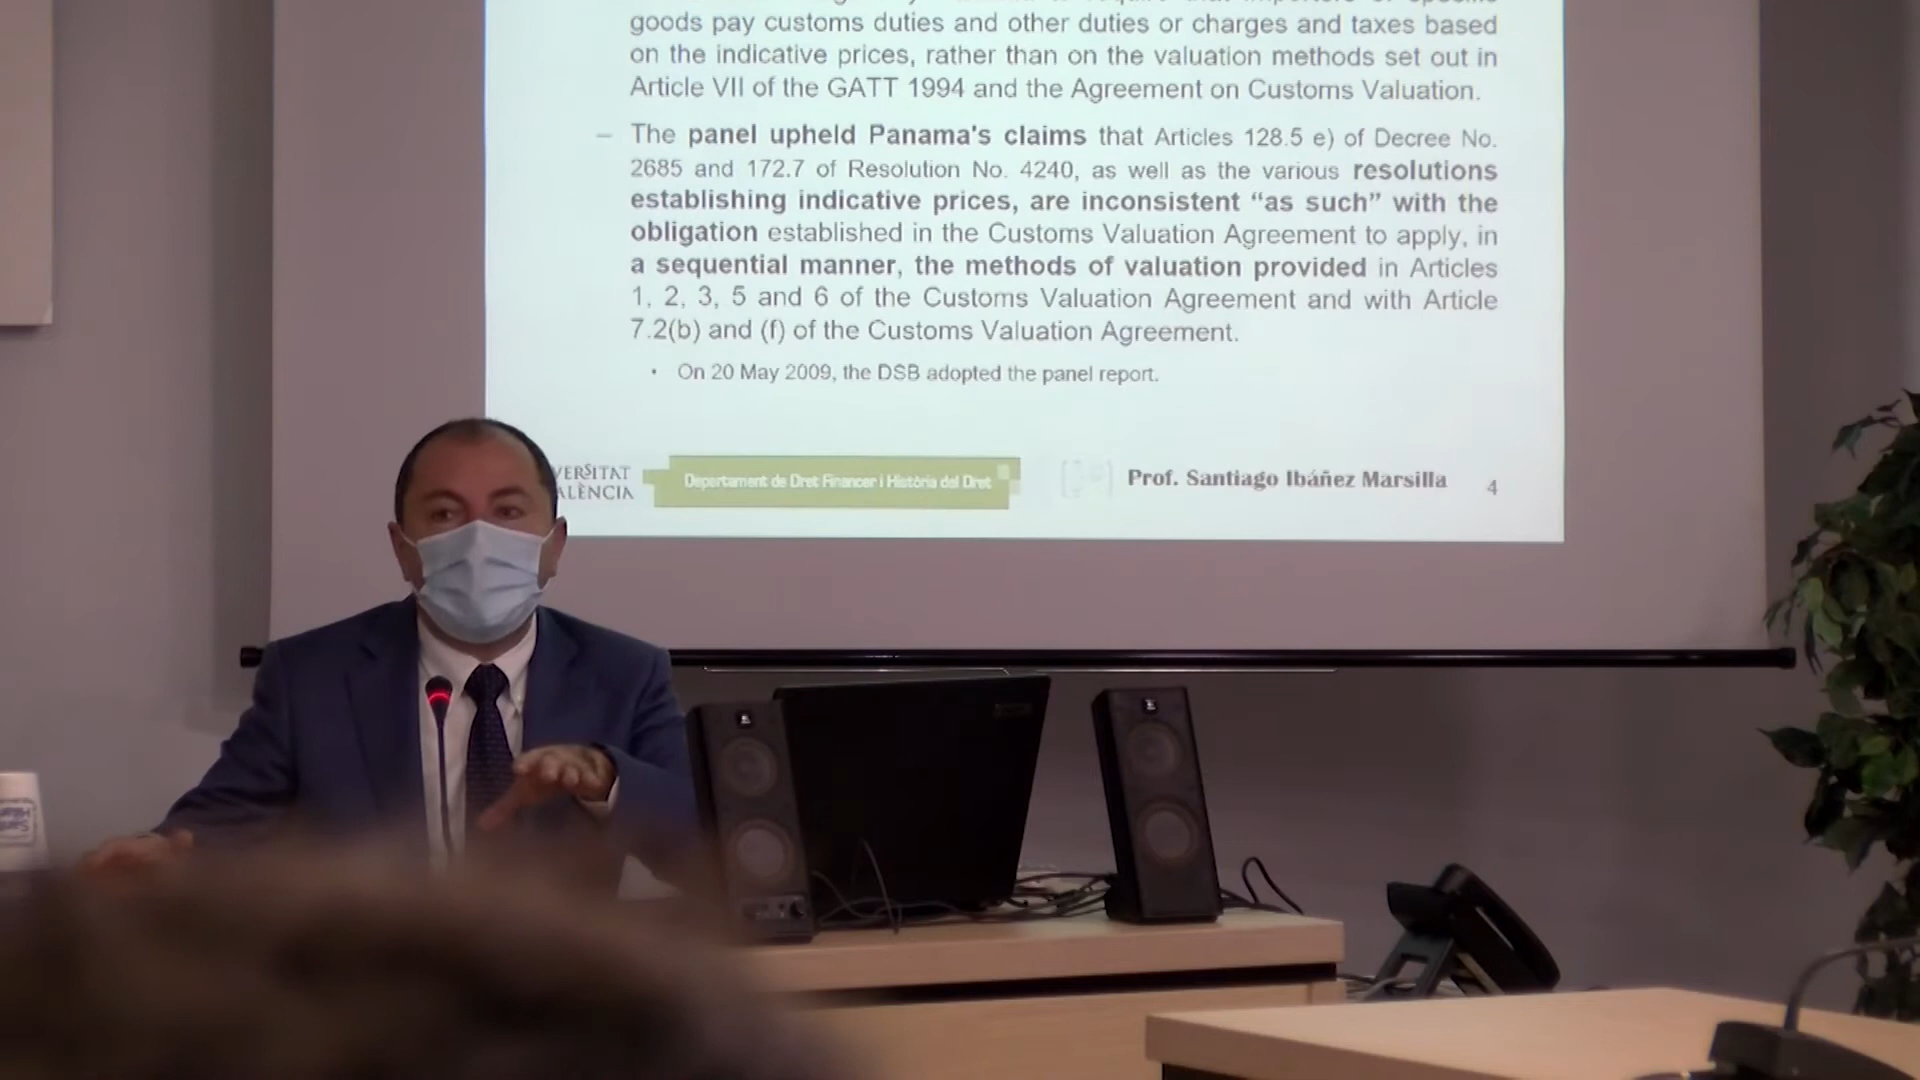 goods pay customs duties and other duties or charges and taxes based
on the indicative prices, rather than on the valuation methods set out in
Article VII of the GATT 1994 and the Agreement on Customs Valuation.
– The panel upheld Panama's claims that Articles 128.5 e) of Decree No.
2685 and 172.7 of Resolution No. 4240, as well as the various resolutions
establishing indicative prices, are inconsistent “as such” with the
obligation established in the Customs Valuation Agreement to apply, in
a sequential manner, the methods of valuation provided in Articles
1, 2, 3, 5 and 6 of the Customs Valuation Agreement and with Article
7.2(b) and (f) of the Customs Valuation Agreement.
• On 20 May 2009, the DSB adopted the panel report.
VERSITAT
ALÈNCIA
Departament de Dret Financer i Història del Dret
Prof. Santiago Ibáñez Marsilla
4